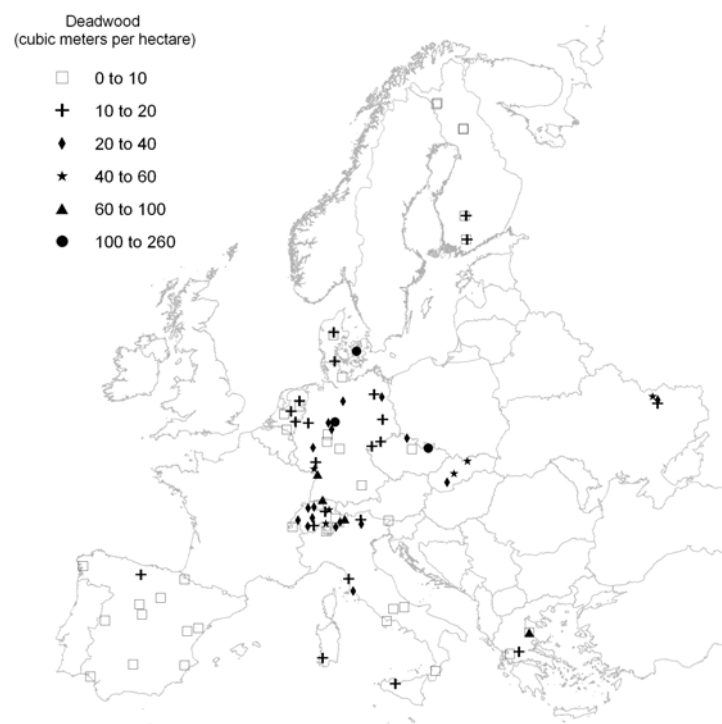 Deadwood
(cubic meters per hectare)
0 to 10
10 to 20
20 to 40
40 to 60
60 to 100
100 to 260